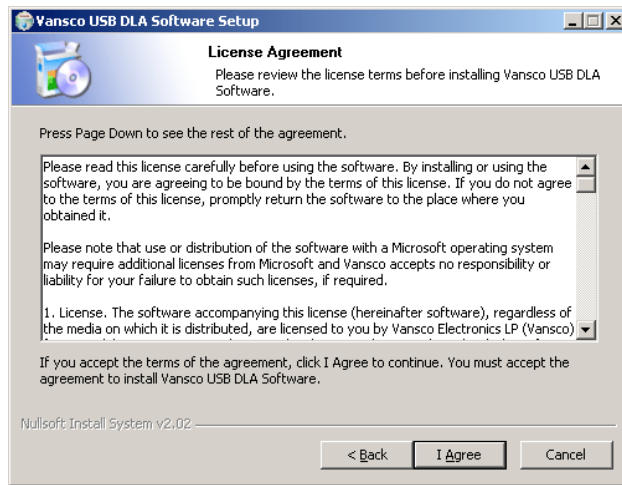 Vansco USB DLA Software Setup
License Agreement
Please review the license terms before installing Vansco USB DLA
Software.
Press Page Down to see the rest of the agreement.
Please read this license carefully before using the software. By installing or using the
software, you are agreeing to be bound by the terms of this license. If you do not agree
to the terms of this license, promptly return the software to the place where you
obtained it.
Please note that use or distribution of the software with a Microsoft operating system
may require additional licenses from Microsoft and Vansco accepts no responsibility or
liability for your failure to obtain such licenses, if required.
1. License. The software accompanying this license (hereinafter software), regardless of
the media on which it is distributed, are licensed to you by Vansco Electronics LP (Vansco)
If you accept the terms of the agreement, click I Agree to continue. You must accept the
agreement to install Vansco USB DLA Software.
Nullsoft Install System v2.02
< Back
I Agree
Cancel